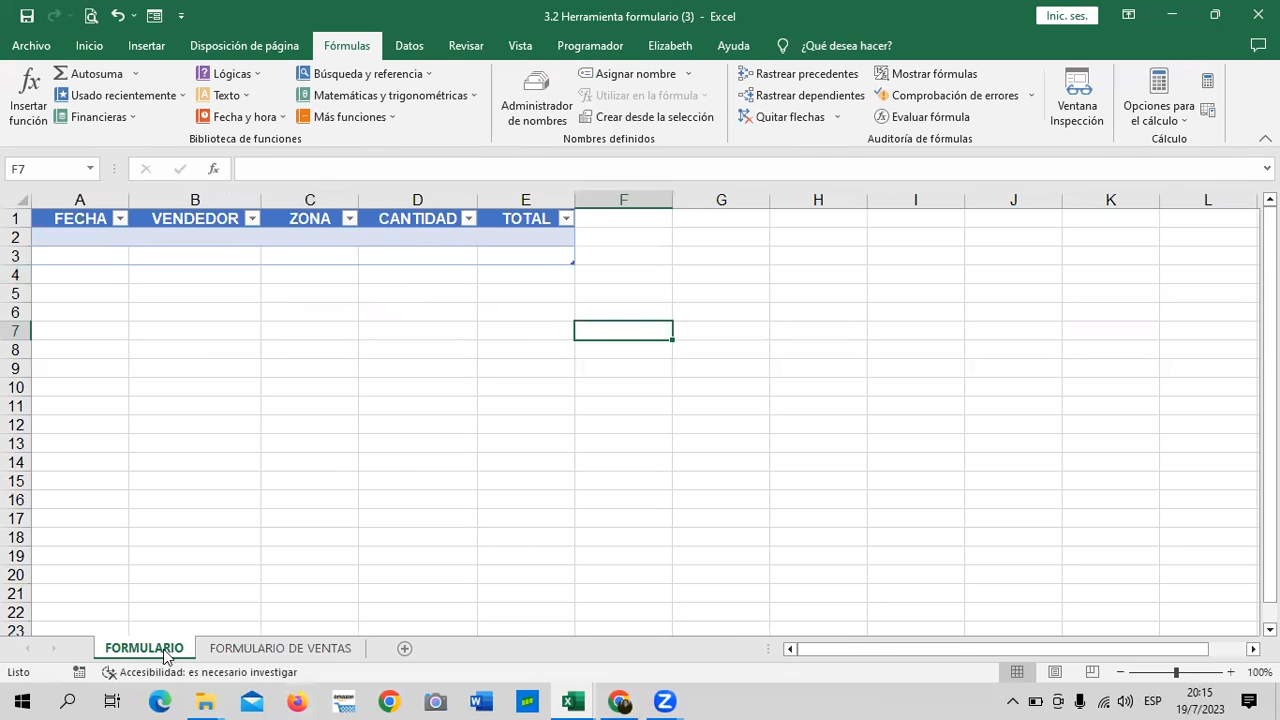 3.2 Herramienta formulario (3) - Excel
Inic. ses.
Archivo Inicio Insertar Disposición de página Fórmulas Datos Revisar Vista Programador Elizabeth Ayuda ¿Qué desea hacer?
Insertar función
Autosuma
Usado recientemente
Financieras
Lógicas
Texto
Fecha y hora
Búsqueda y referencia
Matemáticas y trigonométricas
Más funciones
Biblioteca de funciones
Administrador de nombres
Asignar nombre
Utilizar en la fórmula
Crear desde la selección
Nombres definidos
Rastrear precedentes
Rastrear dependientes
Quitar flechas
Mostrar fórmulas
Comprobación de errores
Evaluar fórmula
Auditoría de fórmulas
Ventana Inspección
Opciones para el cálculo
Cálculo
F7 fx
A B C D E F G H I J K L
1 FECHA VENDEDOR ZONA CANTIDAD TOTAL
2
3
4
5
6
7
8
9
10
11
12
13
14
15
16
17
18
19
20
21
22
23
FORMULARIO FORMULARIO DE VENTAS
Listo Accesibilidad: es necesario investigar 100%
ESP
20:15
19/7/2023